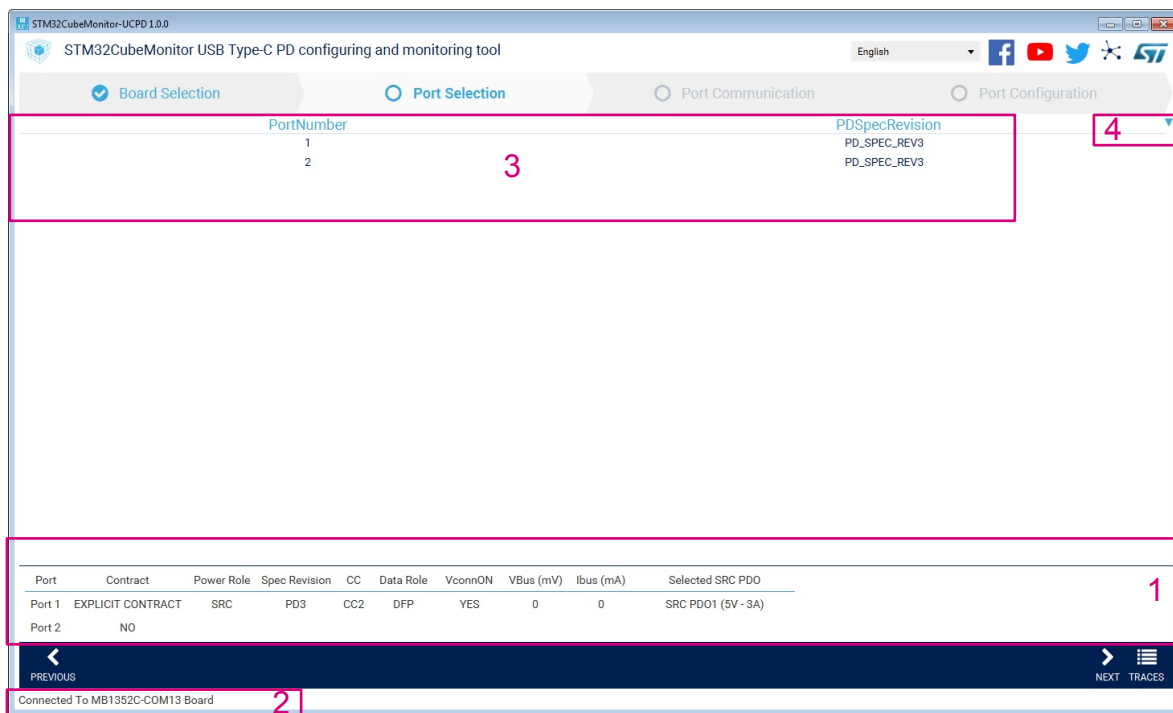 STM32CubeMonitor-UCPD 1.0.0
STM32CubeMonitor USB Type-C PD configuring and monitoring tool
English
Board Selection
Port Selection
Port Communication
Port Configuration
PortNumber PDSpecRevision 4
1 PD_SPEC_REV3
2 PD_SPEC_REV3
3
Port Contract Power Role Spec Revision CC Data Role VconnON VBus (mV) Ibus (mA) Selected SRC PDO
1
Port 1 EXPLICIT CONTRACT SRC PD3 CC2 DFP YES 0 0 SRC PDO1 (5V - 3A)
Port 2 NO
PREVIOUS NEXT TRACES
Connected To MB1352C-COM13 Board 2